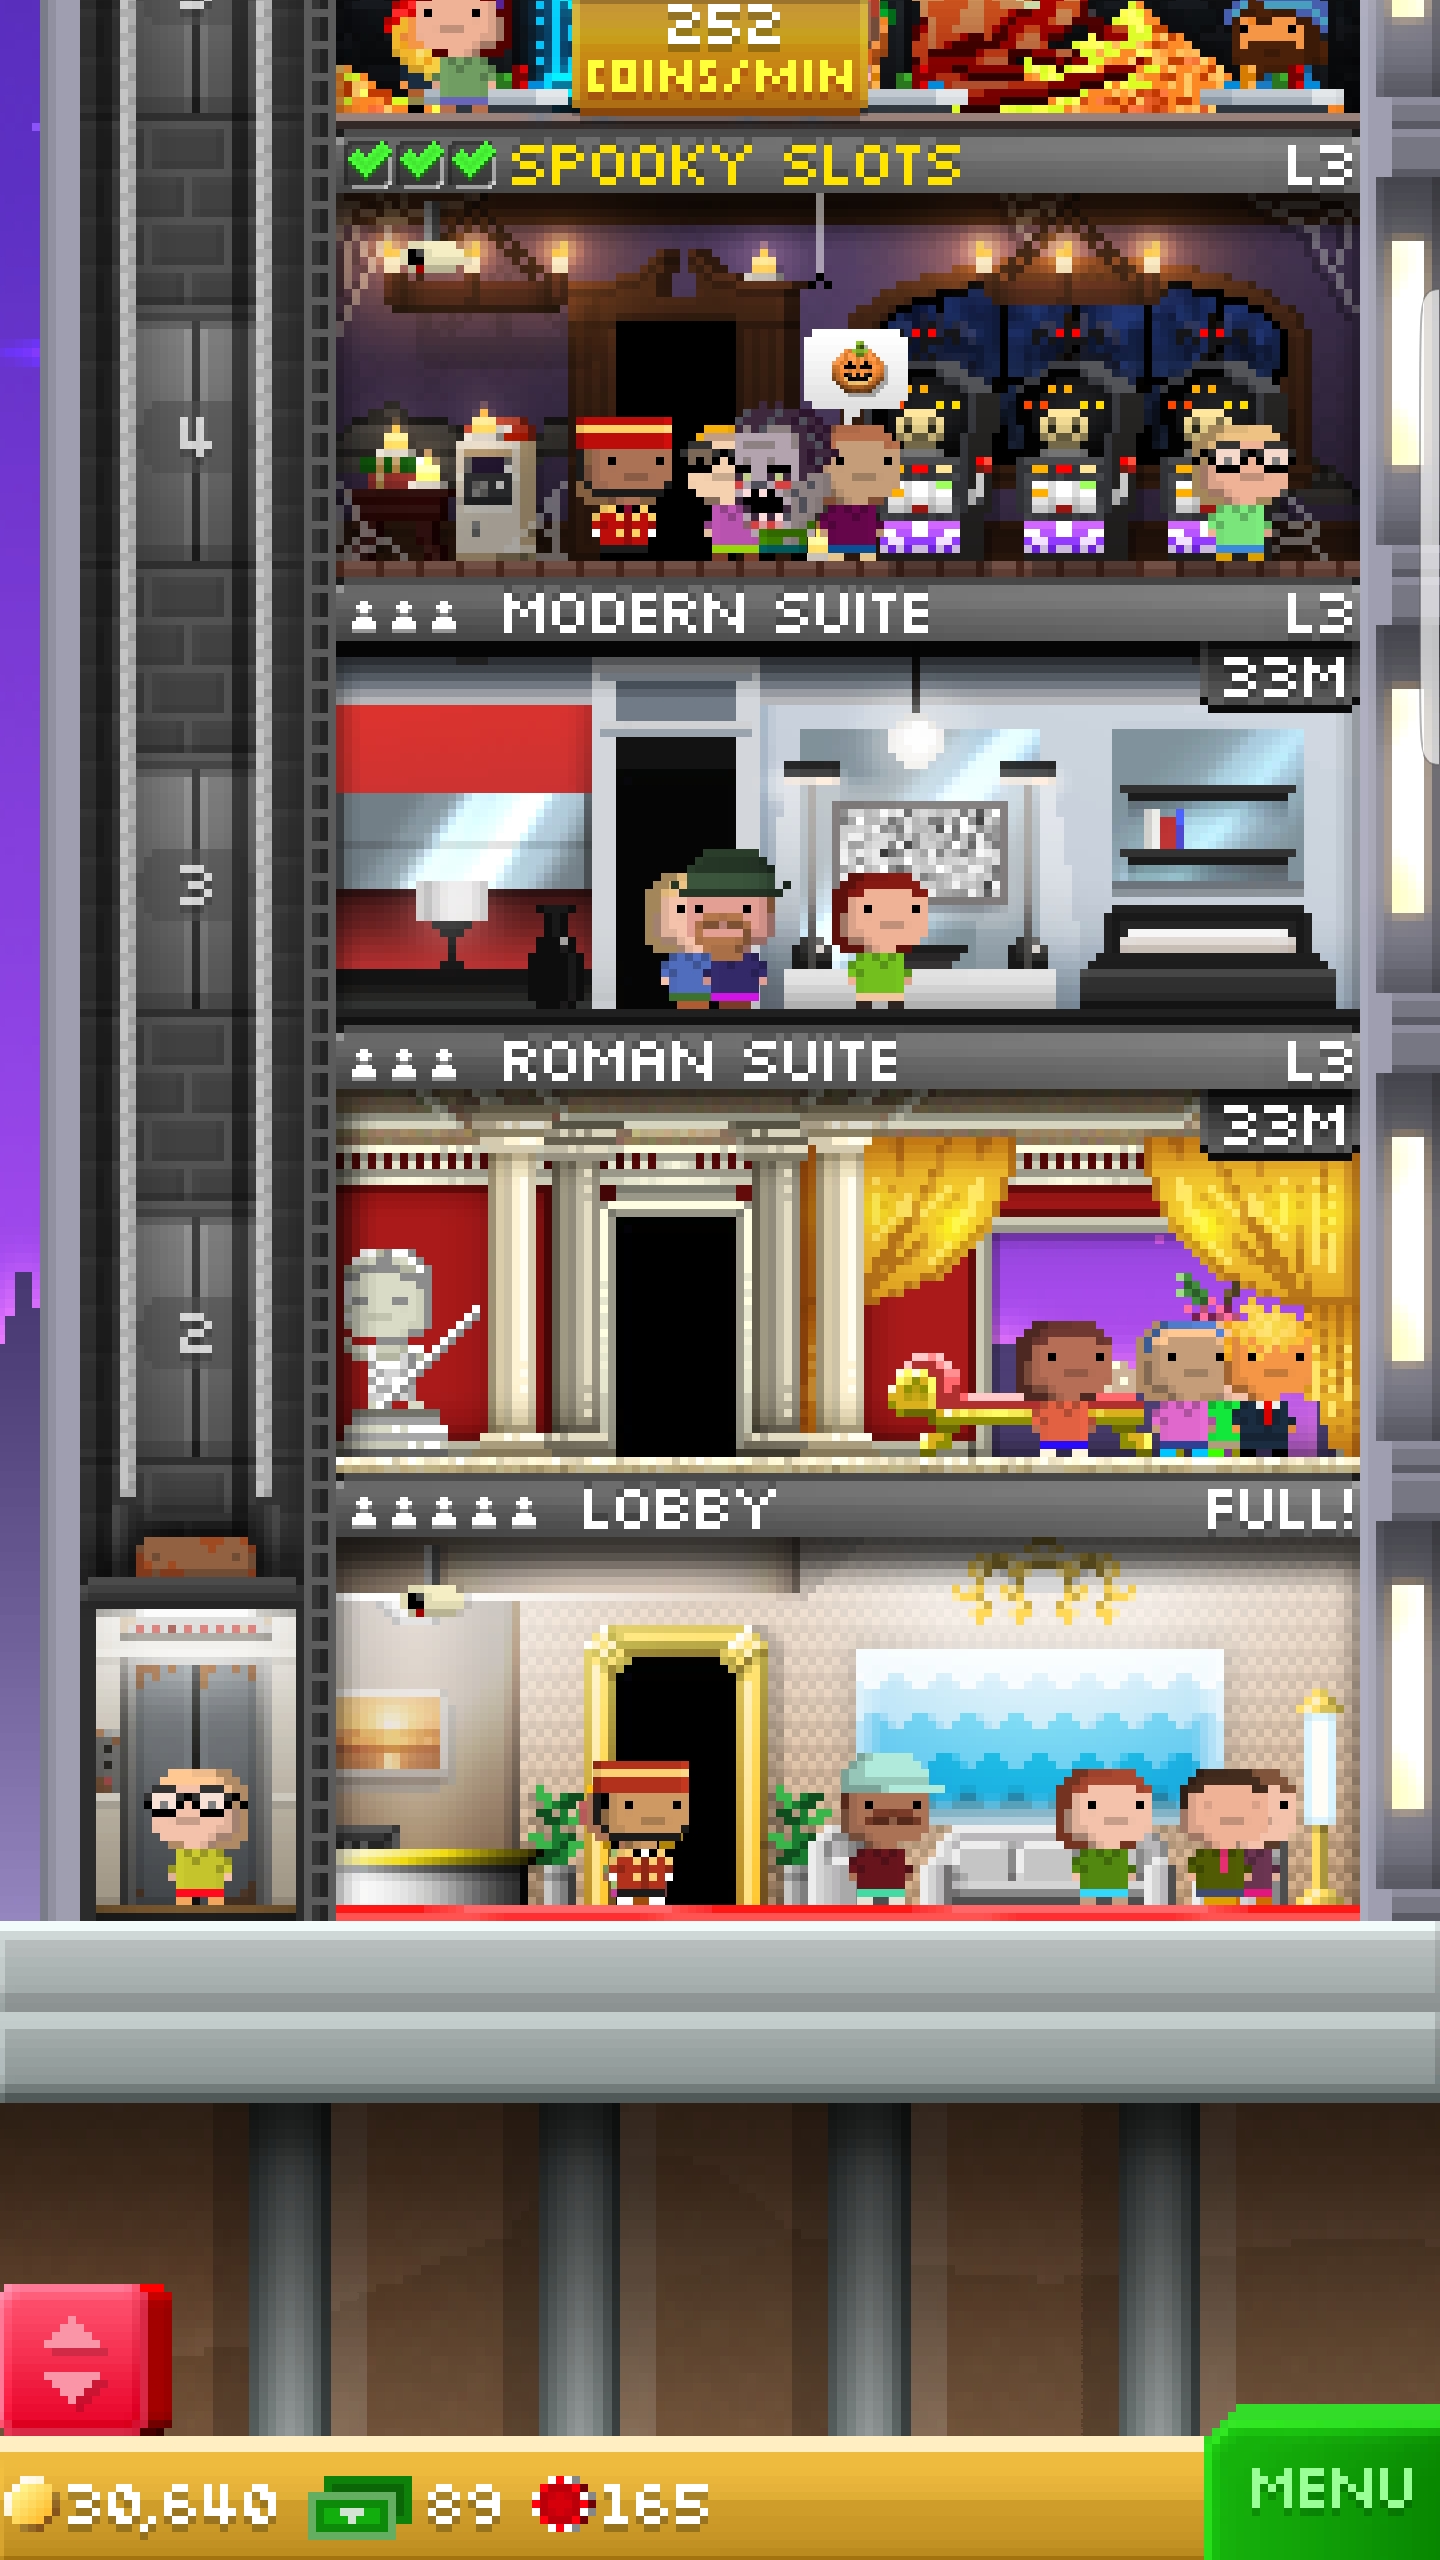 252
COINS/MIN
SPOOKY SLOTS L3
4
MODERN SUITE L3
33M
3
ROMAN SUITE L3
33M
2
LOBBY FULL!
30,640 89 165
MENU